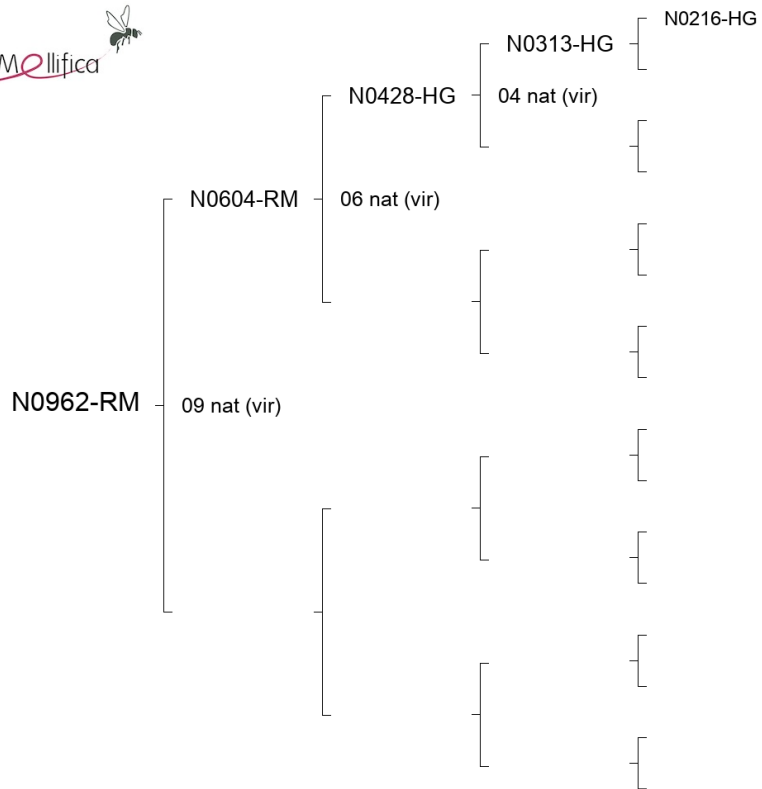 Mellifica
N0216-HG
N0313-HG
N0428-HG
04 nat (vir)
N0604-RM
06 nat (vir)
N0962-RM
09 nat (vir)